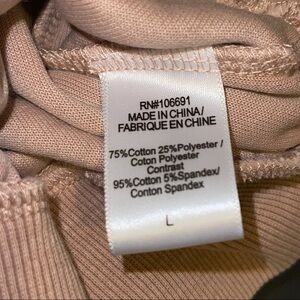 RN#106691
MADE IN CHINA/
FABRIQUE EN CHINE
75%Cotton 25%Polyester/
Coton Polyester
Contrast
95%Cotton 5%Spandex/
Conton Spandex
L